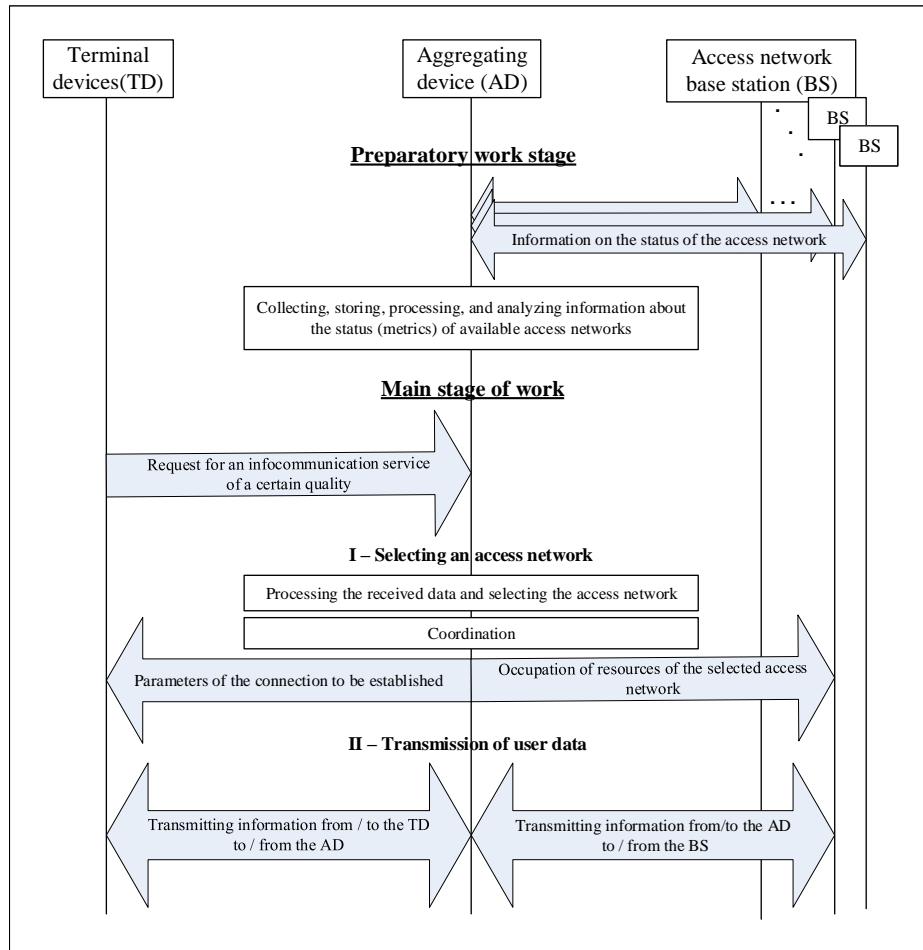 Terminal
devices(TD)
Aggregating
device (AD)
Access network
base station (BS)
BS
BS
Preparatory work stage
...
Information on the status of the access network
Collecting, storing, processing, and analyzing information about
the status (metrics) of available access networks
Main stage of work
Request for an infocommunication service
of a certain quality
I – Selecting an access network
Processing the received data and selecting the access network
Coordination
Parameters of the connection to be established
Occupation of resources of the selected access
network
II – Transmission of user data
Transmitting information from / to the TD
to / from the AD
Transmitting information from/to the AD
to / from the BS